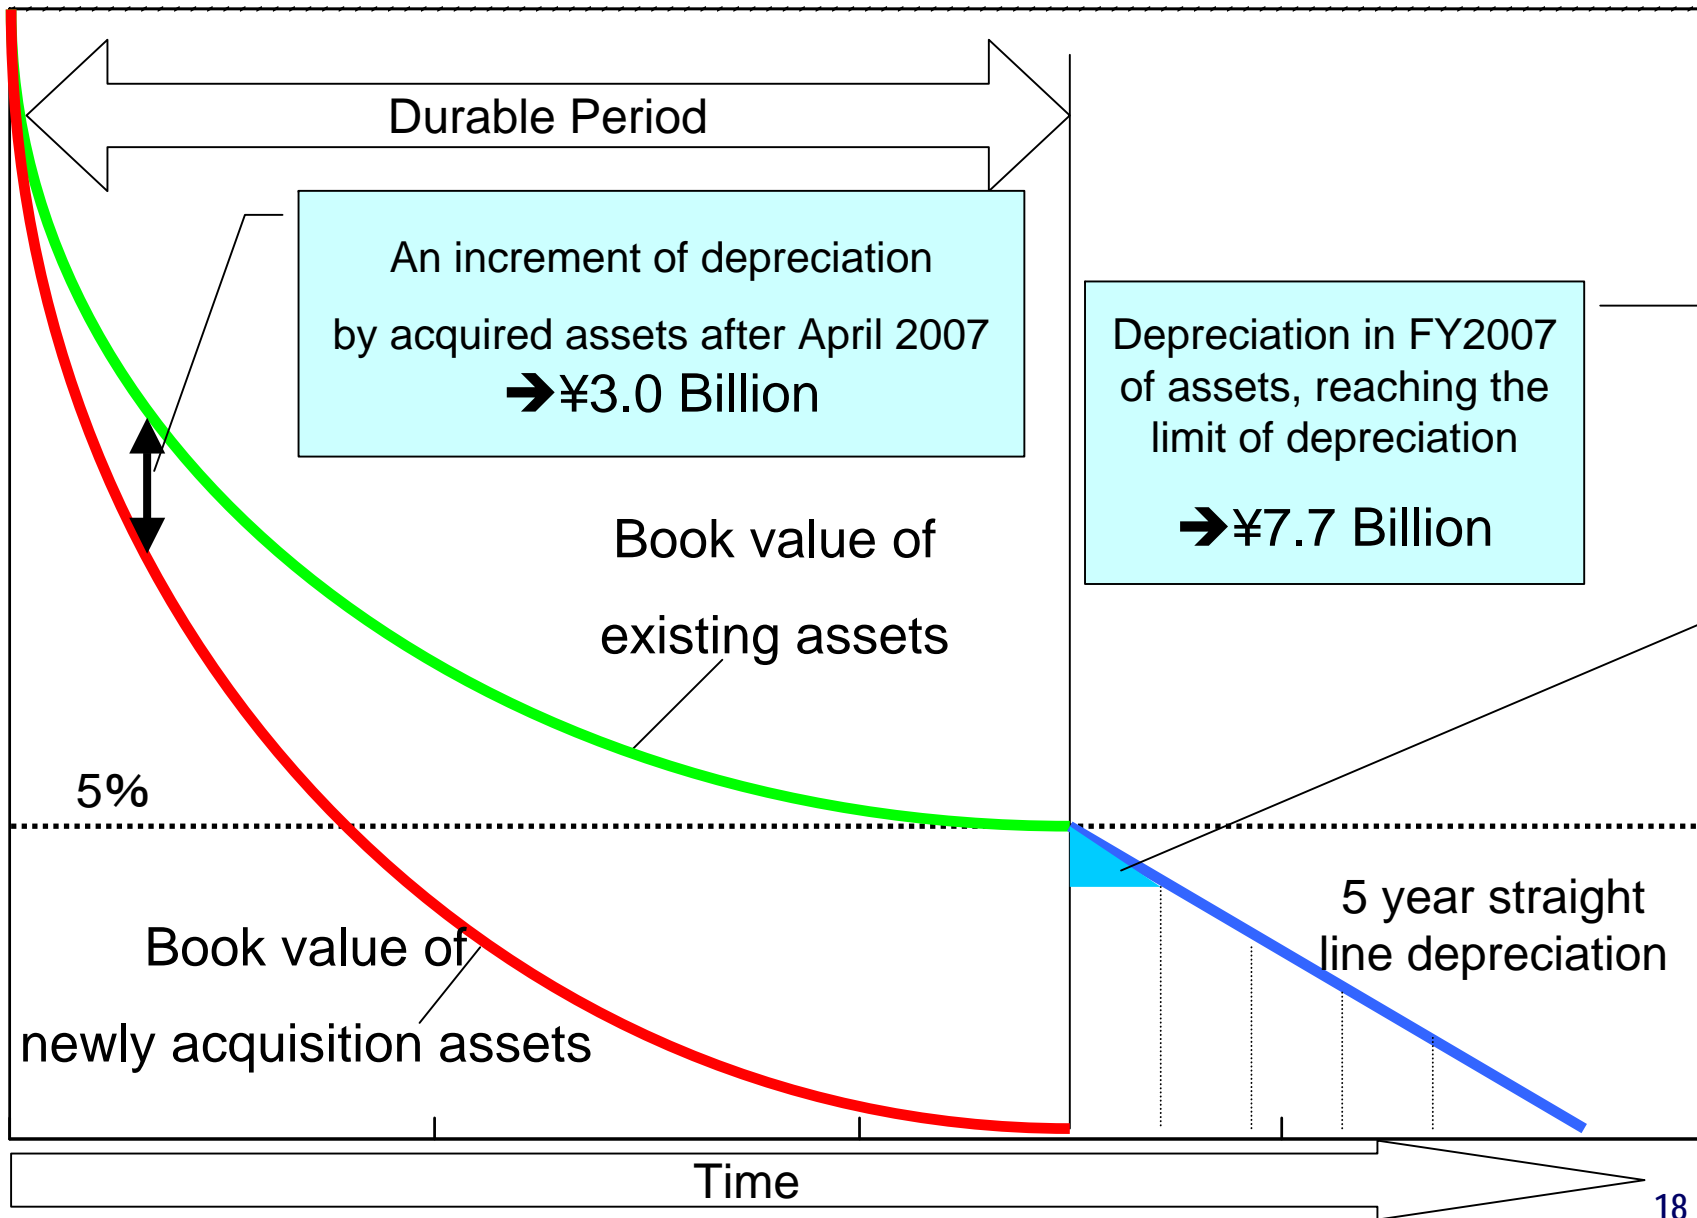 Durable Period
An increment of depreciation
by acquired assets after April 2007
➔¥3.0 Billion
Depreciation in FY2007
of assets, reaching the
limit of depreciation
➔¥7.7 Billion
Book value of
existing assets
5%
5 year straight
line depreciation
Book value of
newly acquisition assets
Time
18